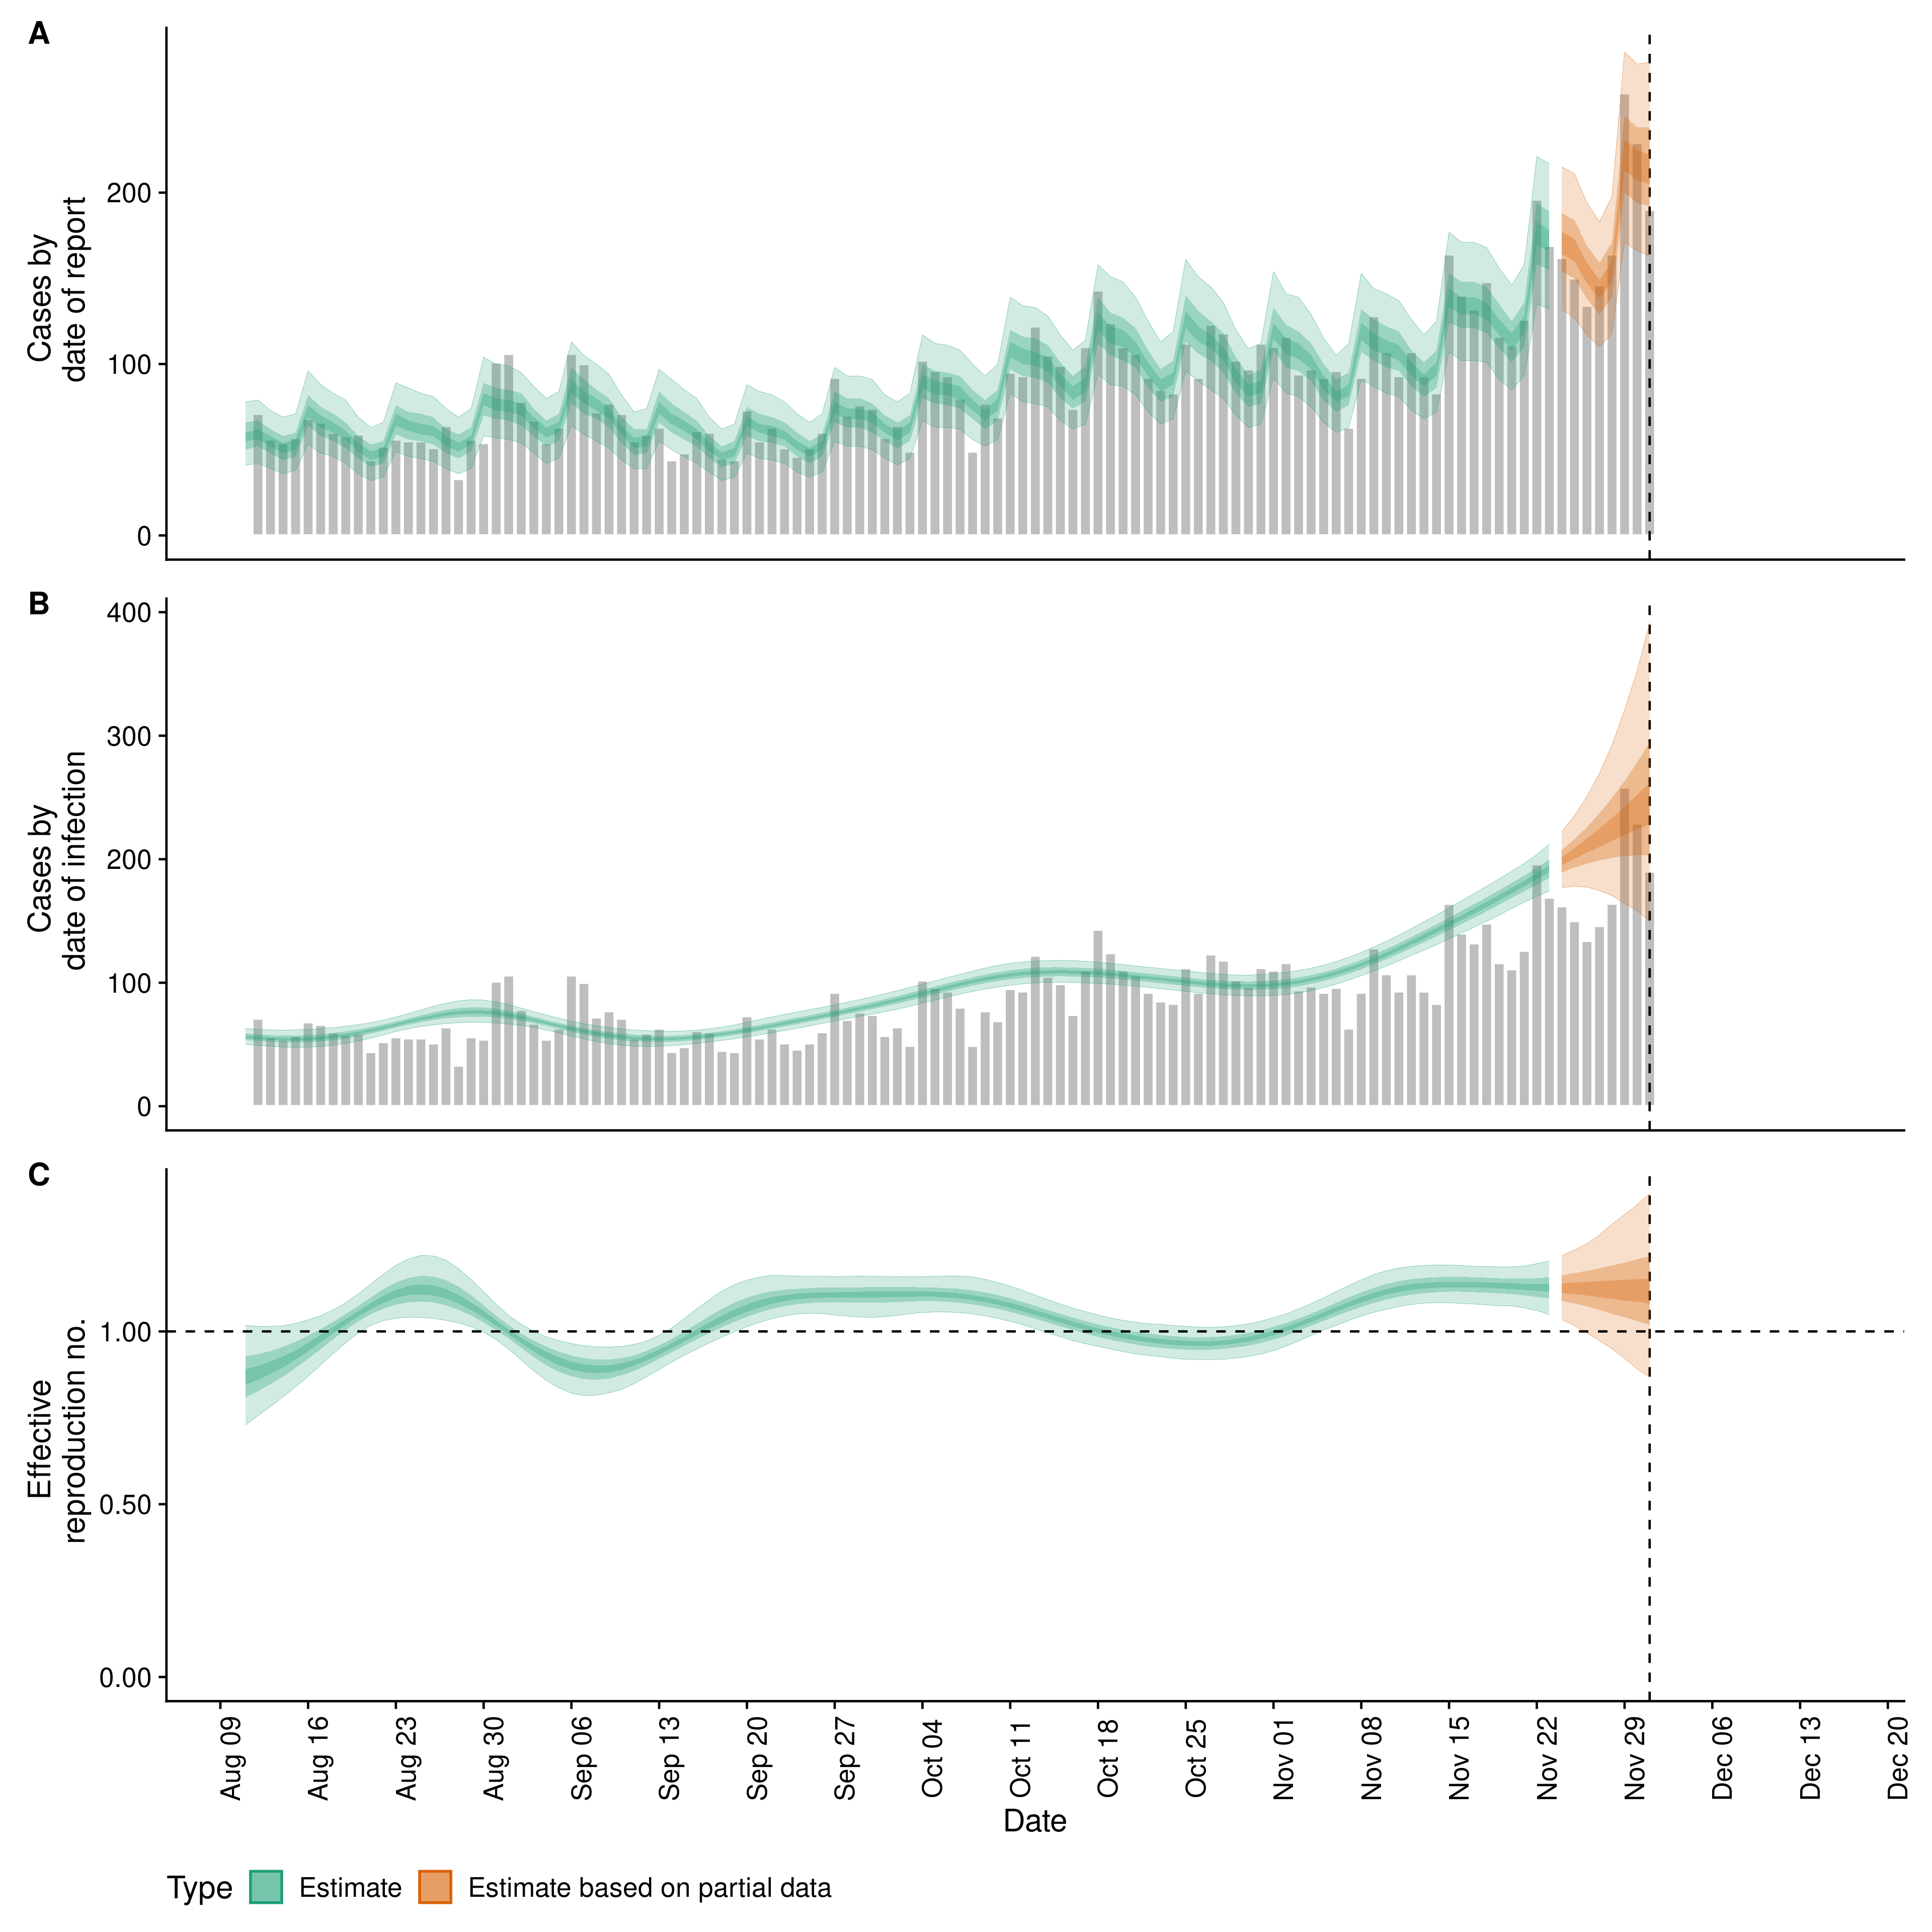 A
Cases by
date of report
200
100
0
B
Cases by
date of infection
400
300
200
100
0
C
Effective
reproduction no.
1.00
0.50
0.00
Aug 09
Aug 16
Aug 23
Aug 30
Sep 06
Sep 13
Sep 20
Sep 27
Oct 04
Oct 11
Oct 18
Oct 25
Nov 01
Nov 08
Nov 15
Nov 22
Nov 29
Dec 06
Dec 13
Dec 20
Date
Type Estimate Estimate based on partial data